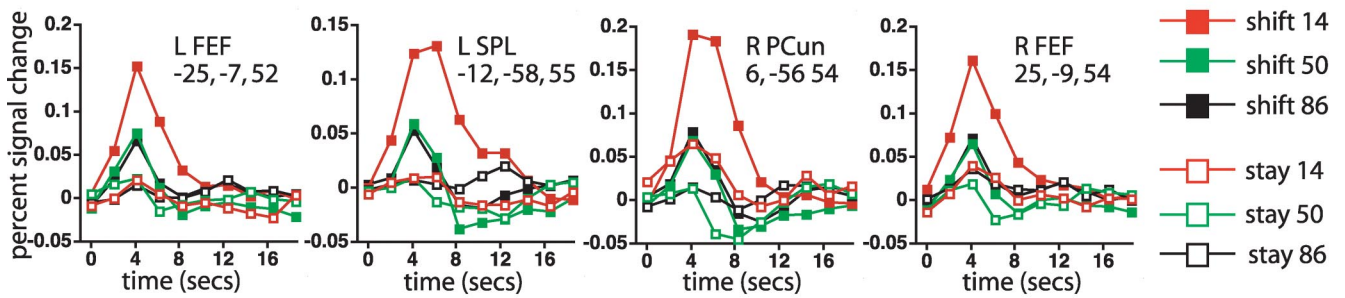 percent signal change
0.2
0.15
0.1
0.05
0
-0.05
L FEF
-25, -7, 52
0 4 8 12 16
time (secs)
0.15
0.1
0.05
0
-0.05
L SPL
-12, -58, 55
0 4 8 12 16
time (secs)
0.2
0.15
0.1
0.05
0
-0.05
R PCun
6, -56 54
0 4 8 12 16
time (secs)
0.2
0.15
0.1
0.05
0
-0.05
R FEF
25, -9, 54
0 4 8 12 16
time (secs)
shift 14
shift 50
shift 86
stay 14
stay 50
stay 86